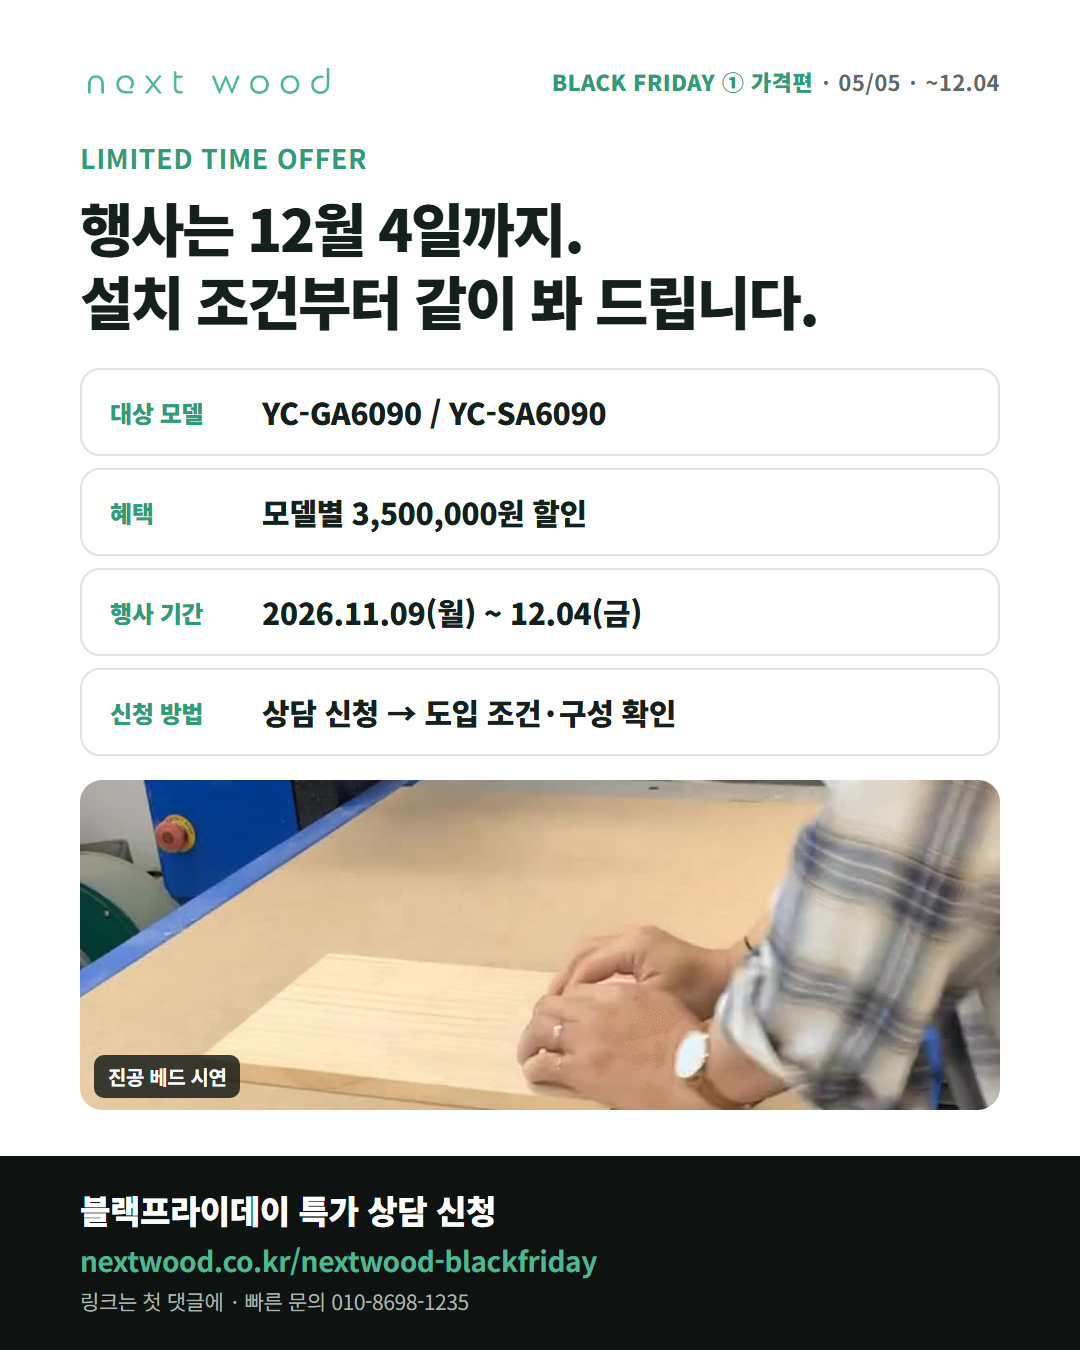 next wood
BLACK FRIDAY ① 가격편 · 05/05 · ~12.04
LIMITED TIME OFFER
행사는 12월 4일까지.
설치 조건부터 같이 봐 드립니다.
대상 모델 YC-GA6090 / YC-SA6090
혜택 모델별 3,500,000원 할인
행사 기간 2026.11.09(월) ~ 12.04(금)
신청 방법 상담 신청 → 도입 조건·구성 확인
진공 베드 시연
블랙프라이데이 특가 상담 신청
nextwood.co.kr/nextwood-blackfriday
링크는 첫 댓글에 · 빠른 문의 010-8698-1235